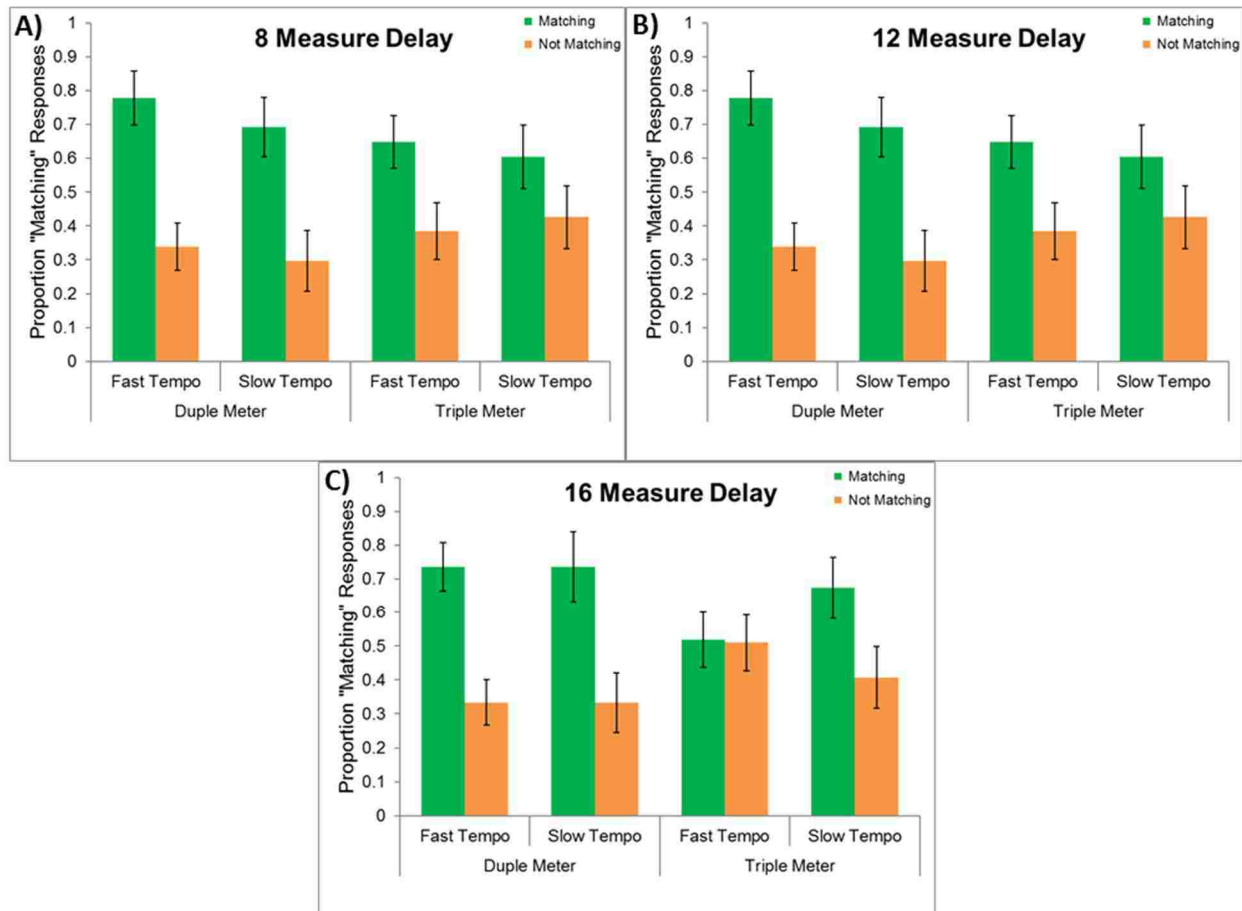 A)
8 Measure Delay
Matching
Not Matching
Proportion "Matching" Responses
1
0.9
0.8
0.7
0.6
0.5
0.4
0.3
0.2
0.1
0
Fast Tempo Slow Tempo Fast Tempo Slow Tempo
Duple Meter Triple Meter
B)
12 Measure Delay
Matching
Not Matching
Proportion "Matching" Responses
1
0.9
0.8
0.7
0.6
0.5
0.4
0.3
0.2
0.1
0
Fast Tempo Slow Tempo Fast Tempo Slow Tempo
Duple Meter Triple Meter
C)
16 Measure Delay
Matching
Not Matching
Proportion "Matching" Responses
1
0.9
0.8
0.7
0.6
0.5
0.4
0.3
0.2
0.1
0
Fast Tempo Slow Tempo Fast Tempo Slow Tempo
Duple Meter Triple Meter